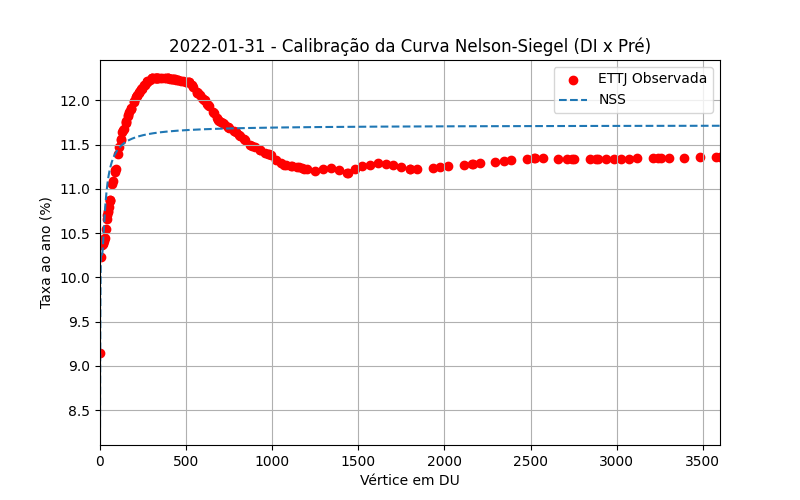 2022-01-31 - Calibração da Curva Nelson-Siegel (DI x Pré)
ETTJ Observada
NSS
Taxa ao ano (%)
12.0
11.5
11.0
10.5
10.0
9.5
9.0
8.5
0 500 1000 1500 2000 2500 3000 3500
Vértice em DU